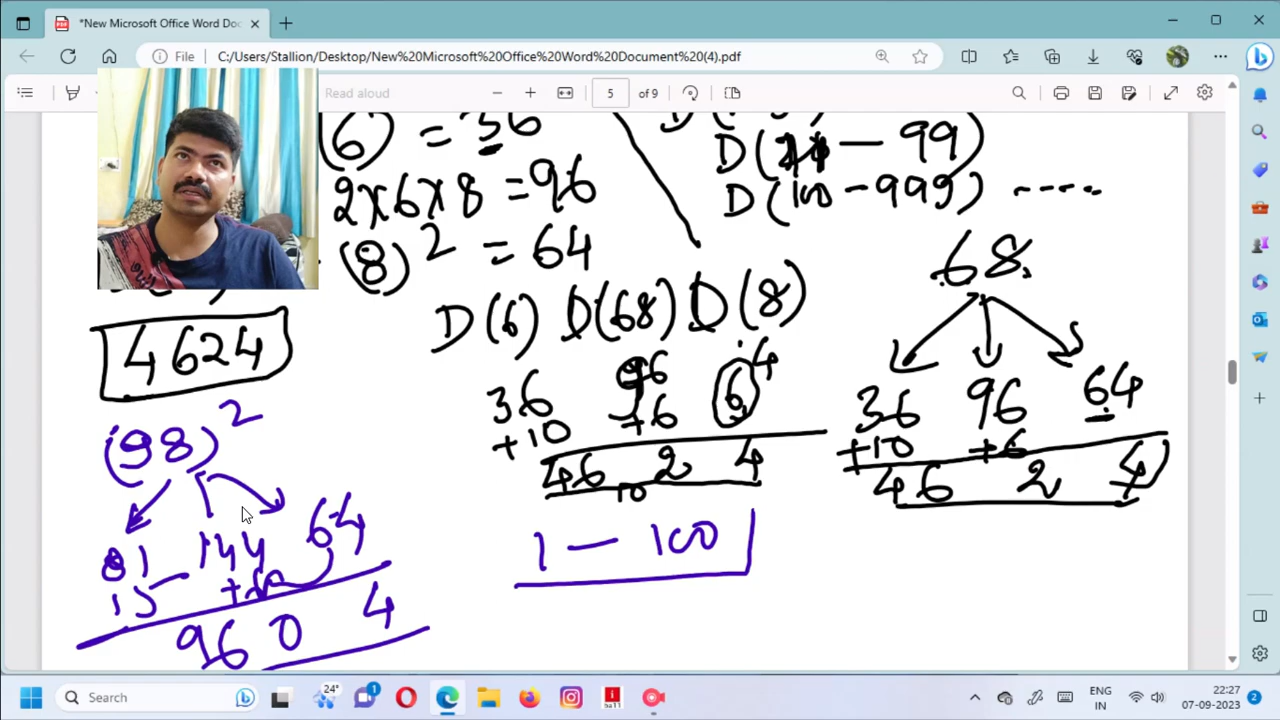 *New Microsoft Office Word Doc
File
C:/Users/Stallion/Desktop/New%20Microsoft%20Office%20Word%20Document%20(4).pdf
Read aloud
5 of 9
(6) = 36
2×6×8 = 96
(8)² = 64
4624
D( — 99)
D(100 - 999) ----
D(6) D(68) D(8)
36 96 64
+10 +6
46 2 4
10
68
36 96 64
+10 +6
46 2 4
(98)²
81 144 64
15 +6
96 0 4
1 — 100
Search
24°
ENG
IN
22:27
07-09-2023